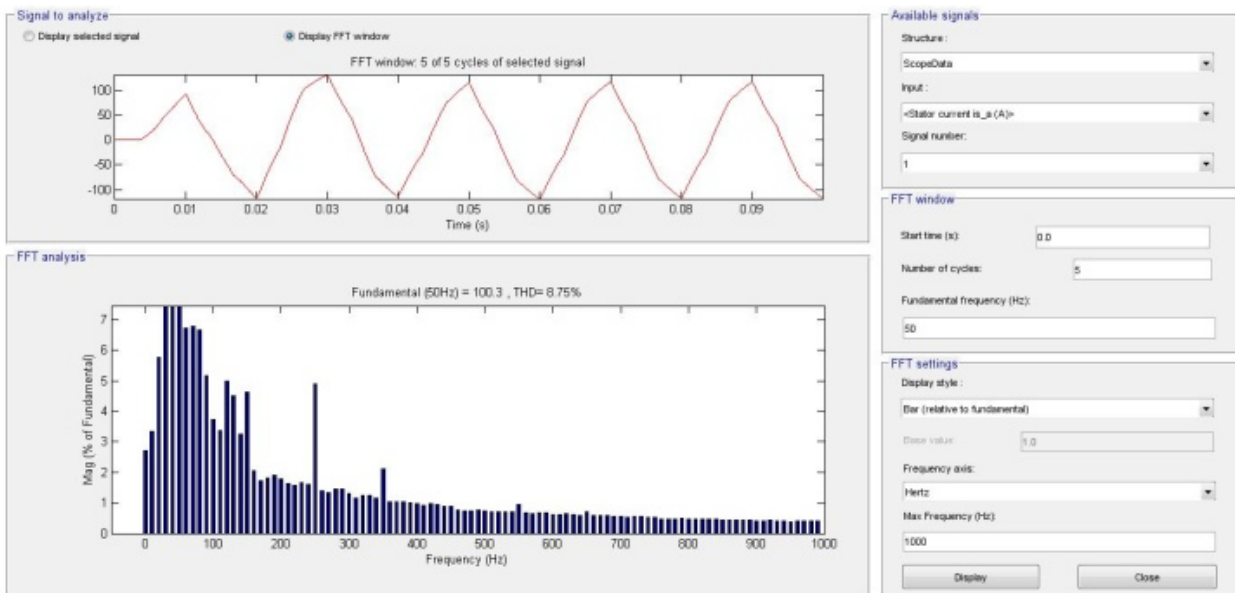 Signal to analyze
Display selected signal
Display FFT window
FFT window: 5 of 5 cycles of selected signal
100
50
0
-50
-100
0 0.01 0.02 0.03 0.04 0.05 0.06 0.07 0.08 0.09
Time (s)
FFT analysis
Fundamental (50Hz) = 100.3 , THD= 8.75%
Mag (% of Fundamental)
7
6
5
4
3
2
1
0
0 100 200 300 400 500 600 700 800 900 1000
Frequency (Hz)
Available signals
Structure :
ScopeData
Input :
<Stator current is_a (A)>
Signal number:
1
FFT window
Start time (s): 0.0
Number of cycles: 5
Fundamental frequency (Hz):
50
FFT settings
Display style :
Bar (relative to fundamental)
Base value: 1.0
Frequency axis:
Hertz
Max Frequency (Hz):
1000
Display Close